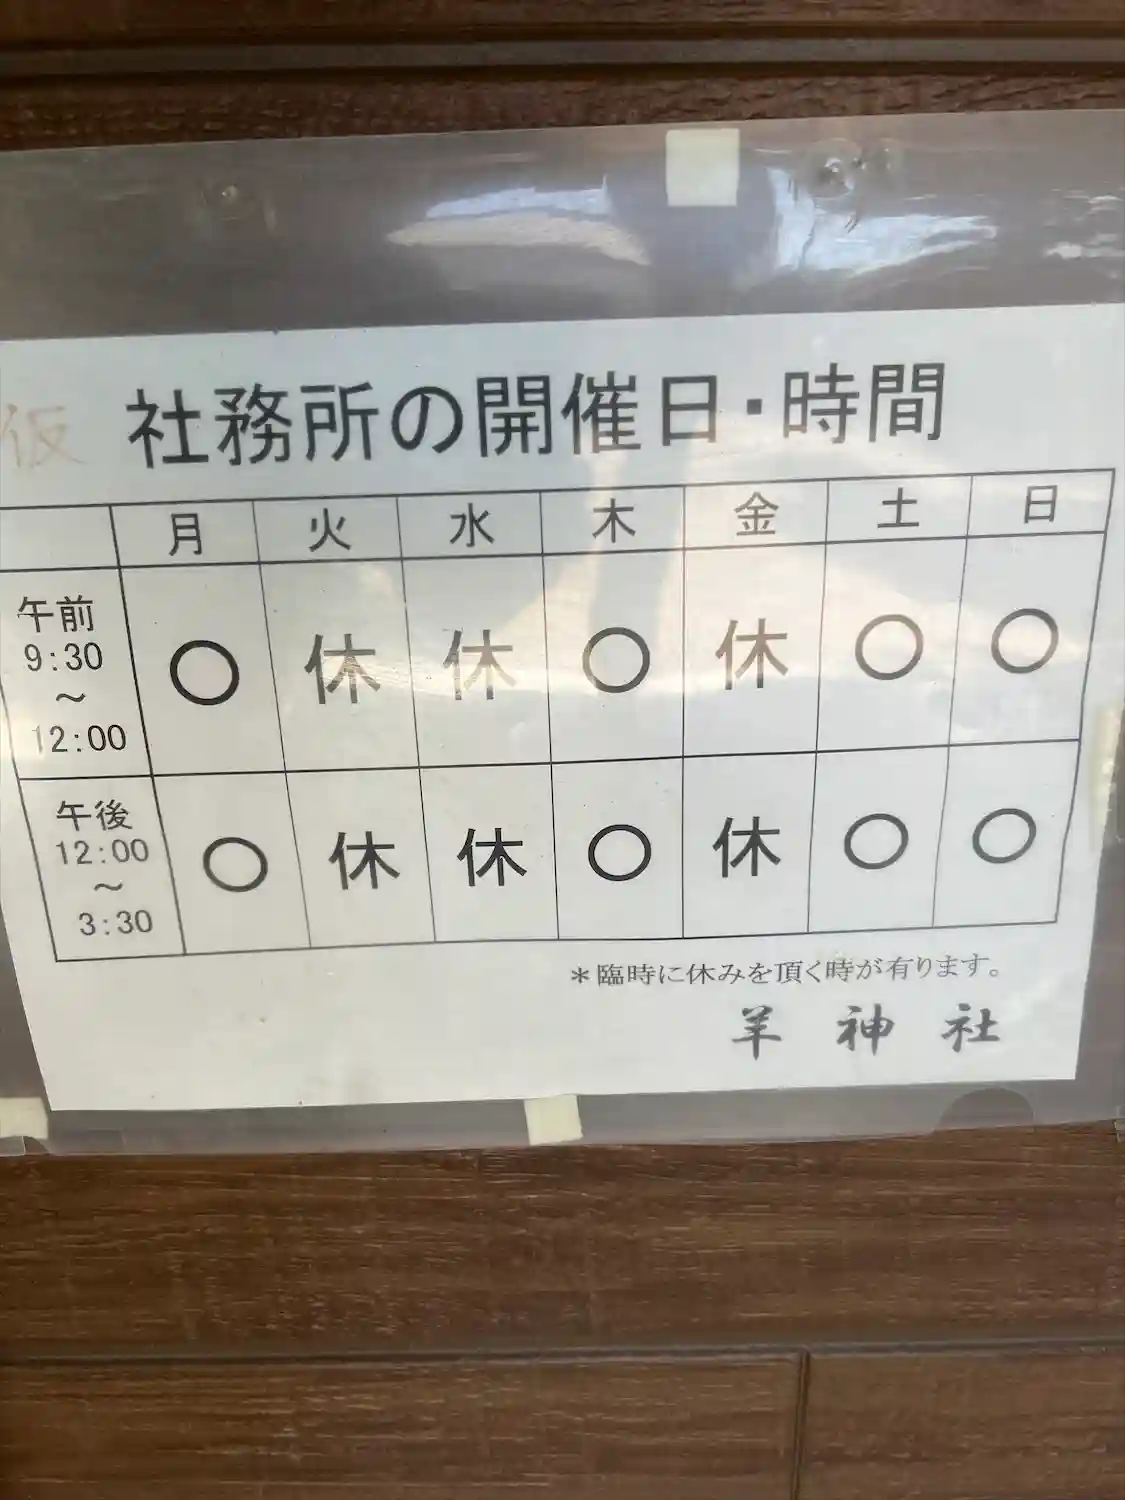 仮 社務所の開催日・時間
月 火 水 木 金 土 日
午前
9:30
～
12:00
○ 休 休 ○ 休 ○ ○
午後
12:00
～
3:30
○ 休 休 ○ 休 ○ ○
＊臨時に休みを頂く時が有ります。
羊神社